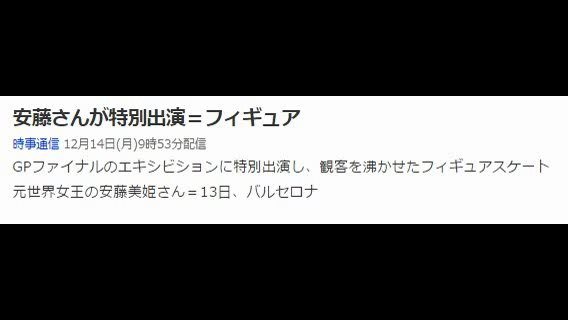 安藤さんが特別出演＝フィギュア
時事通信 12月14日(月)9時53分配信
GPファイナルのエキシビションに特別出演し、観客を沸かせたフィギュアスケート
元世界女王の安藤美姫さん＝13日、バルセロナ